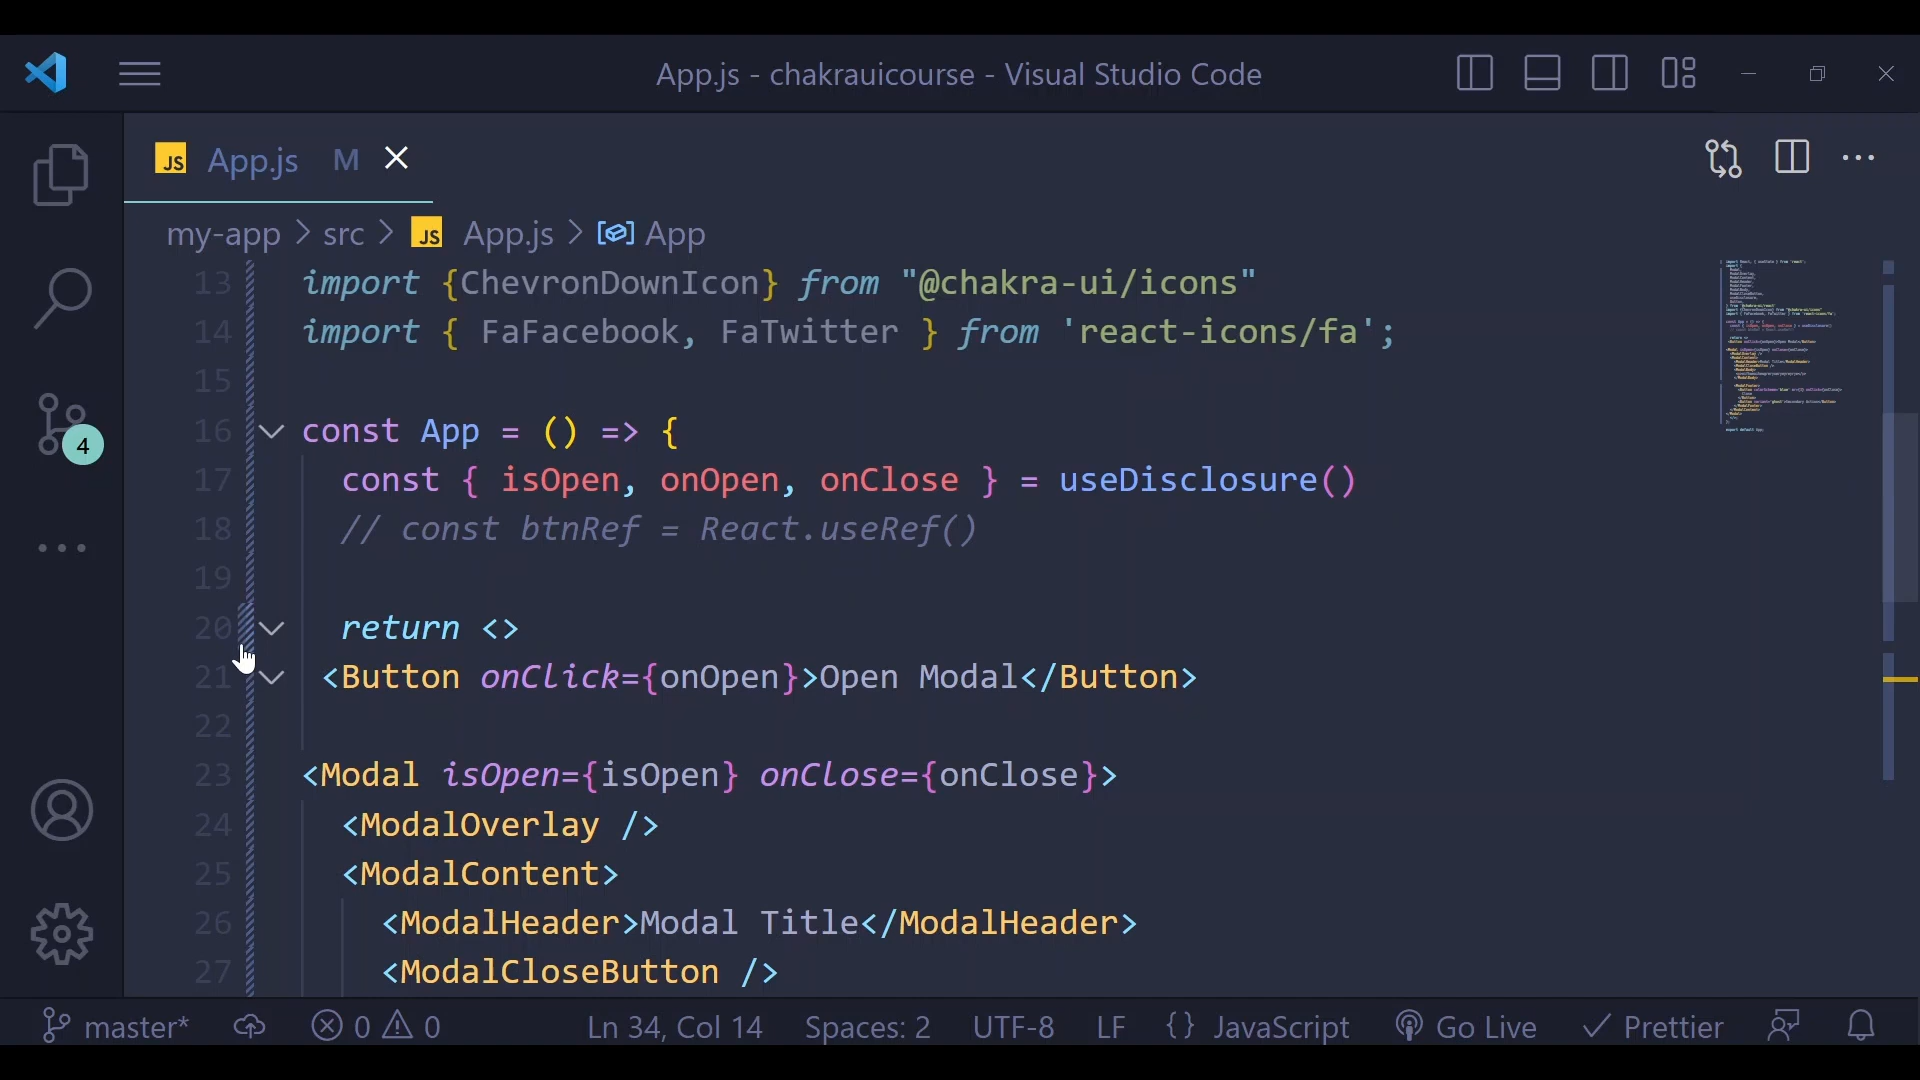 App.js - chakrauicourse - Visual Studio Code
JS App.js M
my-app > src > JS App.js > App
13 import {ChevronDownIcon} from "@chakra-ui/icons"
14 import { FaFacebook, FaTwitter } from 'react-icons/fa';
15
16 const App = () => {
17 const { isOpen, onOpen, onClose } = useDisclosure()
18 // const btnRef = React.useRef()
19
20 return <>
21 <Button onClick={onOpen}>Open Modal</Button>
22
23 <Modal isOpen={isOpen} onClose={onClose}>
24 <ModalOverlay />
25 <ModalContent>
26 <ModalHeader>Modal Title</ModalHeader>
27 <ModalCloseButton />
4
master* 0 0 Ln 34, Col 14 Spaces: 2 UTF-8 LF {} JavaScript Go Live Prettier